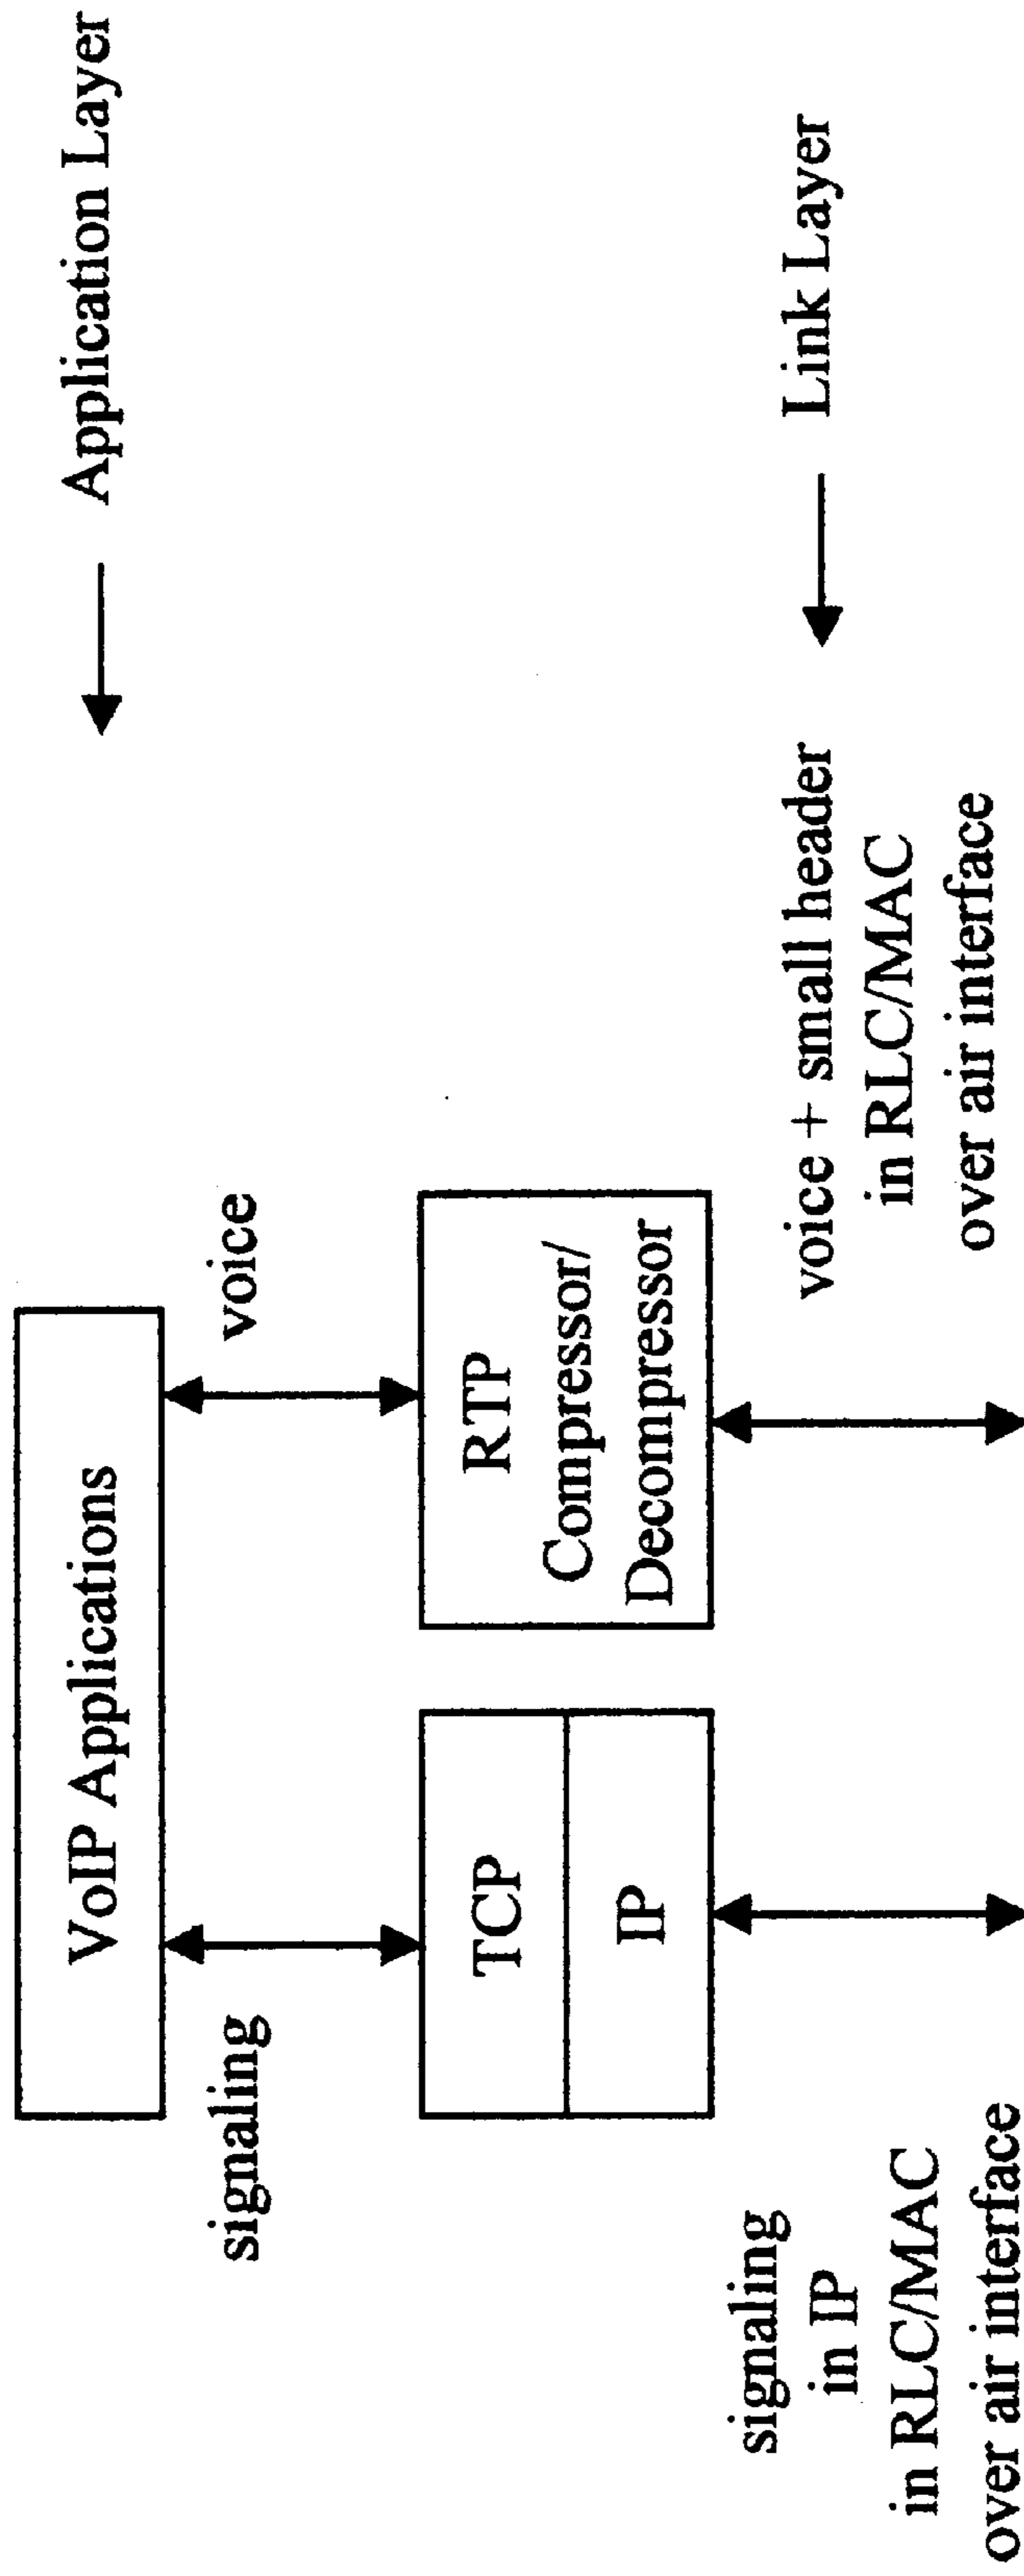 Application Layer
VoIP Applications
signaling
voice
TCP
IP
RTP
Compressor/
Decompressor
Link Layer
signaling
in IP
in RLC/MAC
over air interface
voice + small header
in RLC/MAC
over air interface